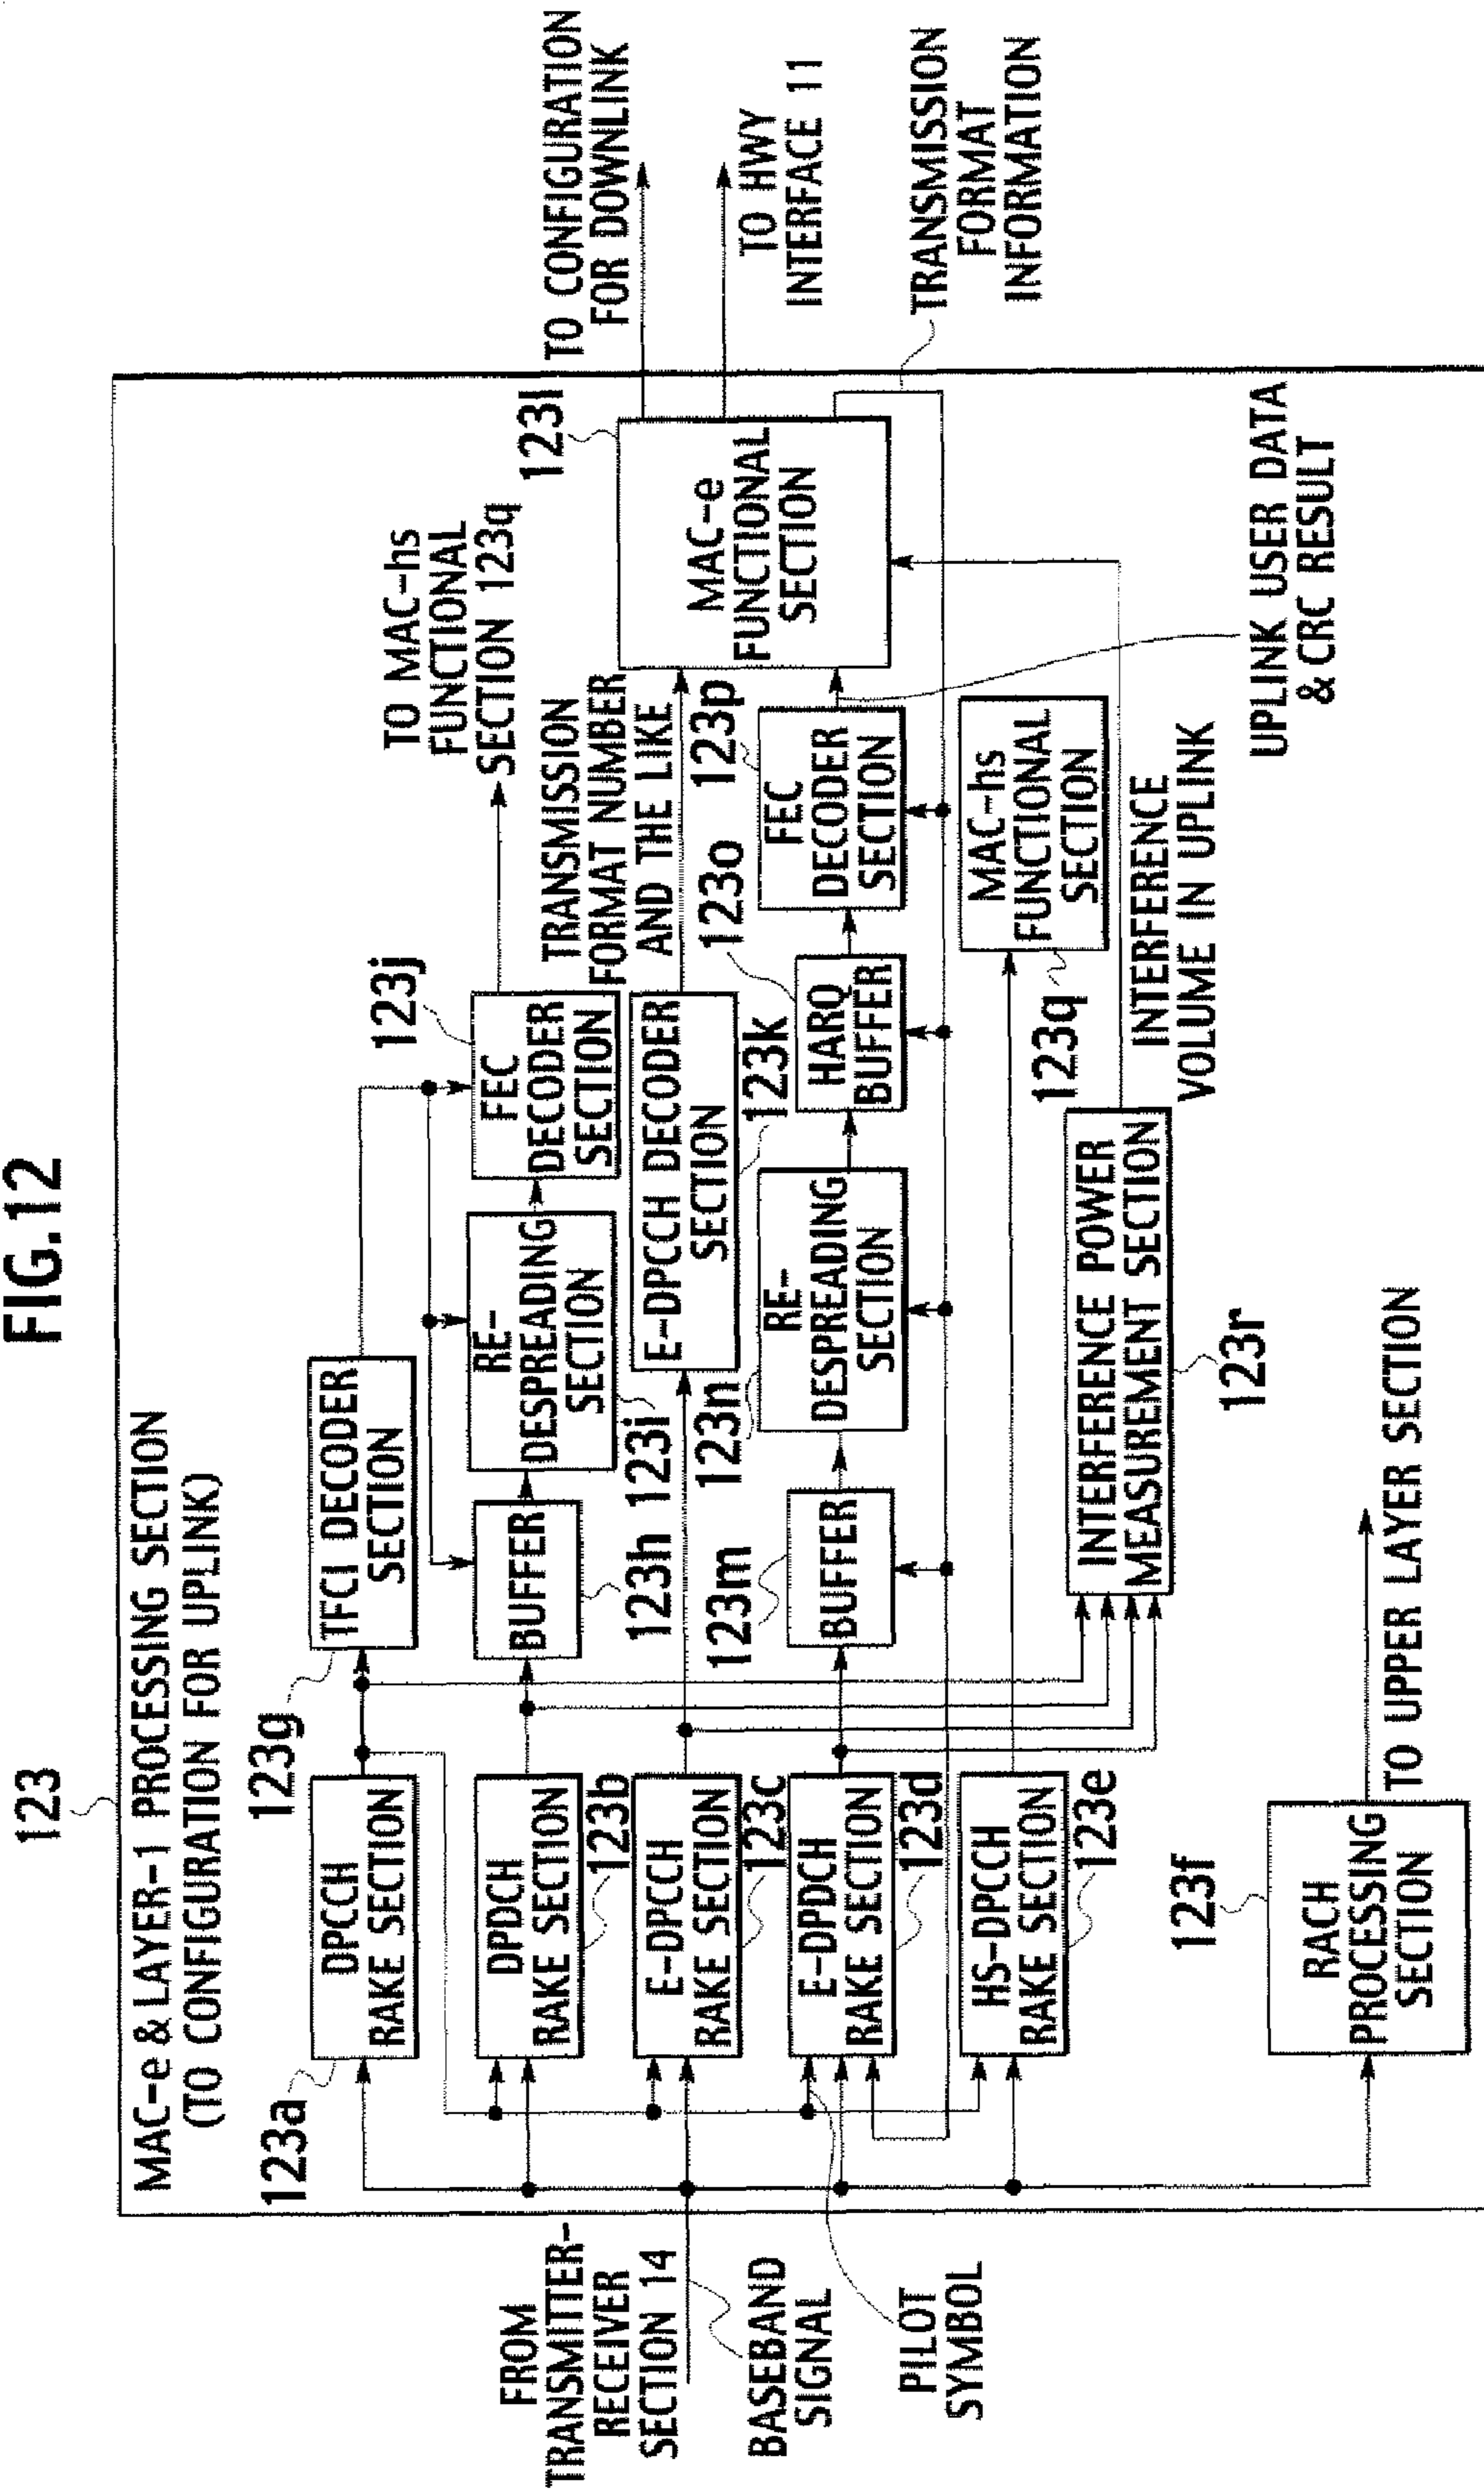 FIG.12
123
MAC-e & LAYER-1 PROCESSING SECTION
(TO CONFIGURATION FOR UPLINK)
FROM
TRANSMITTER-
RECEIVER
SECTION 14
BASEBAND
SIGNAL
PILOT
SYMBOL
123a
DPCCH
RAKE SECTION
DPDCH
RAKE SECTION
123b
E-DPCCH
RAKE SECTION
123c
E-DPDCH
RAKE SECTION
123d
HS-DPCCH
RAKE SECTION
123e
123f
RACH
PROCESSING
SECTION
TO UPPER LAYER SECTION
123g
TFCI DECODER
SECTION
BUFFER
123h
RE-
DESPREADING
SECTION
123i
123j
FEC
DECODER
SECTION
TO MAC-hs
FUNCTIONAL
SECTION 123q
E-DPCCH DECODER
SECTION
123k
TRANSMISSION
FORMAT NUMBER
AND THE LIKE
123m
BUFFER
123n
RE-
DESPREADING
SECTION
123o
HARQ
BUFFER
123p
FEC
DECODER
SECTION
123l
MAC-e
FUNCTIONAL
SECTION
MAC-hs
FUNCTIONAL
SECTION
123q
INTERFERENCE POWER
MEASUREMENT SECTION
123r
INTERFERENCE
VOLUME IN UPLINK
TO CONFIGURATION
FOR DOWNLINK
TO HWY
INTERFACE 11
TRANSMISSION
FORMAT
INFORMATION
UPLINK USER DATA
& CRC RESULT